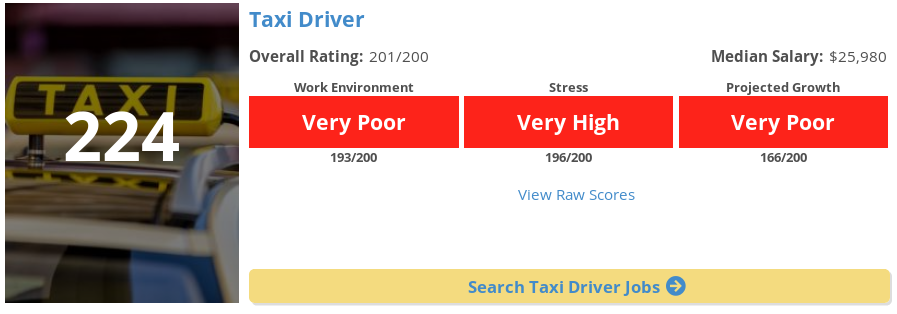 TAXI
224
Taxi Driver
Overall Rating: 201/200
Median Salary: $25,980
Work Environment
Stress
Projected Growth
Very Poor
Very High
Very Poor
193/200
196/200
166/200
View Raw Scores
Search Taxi Driver Jobs